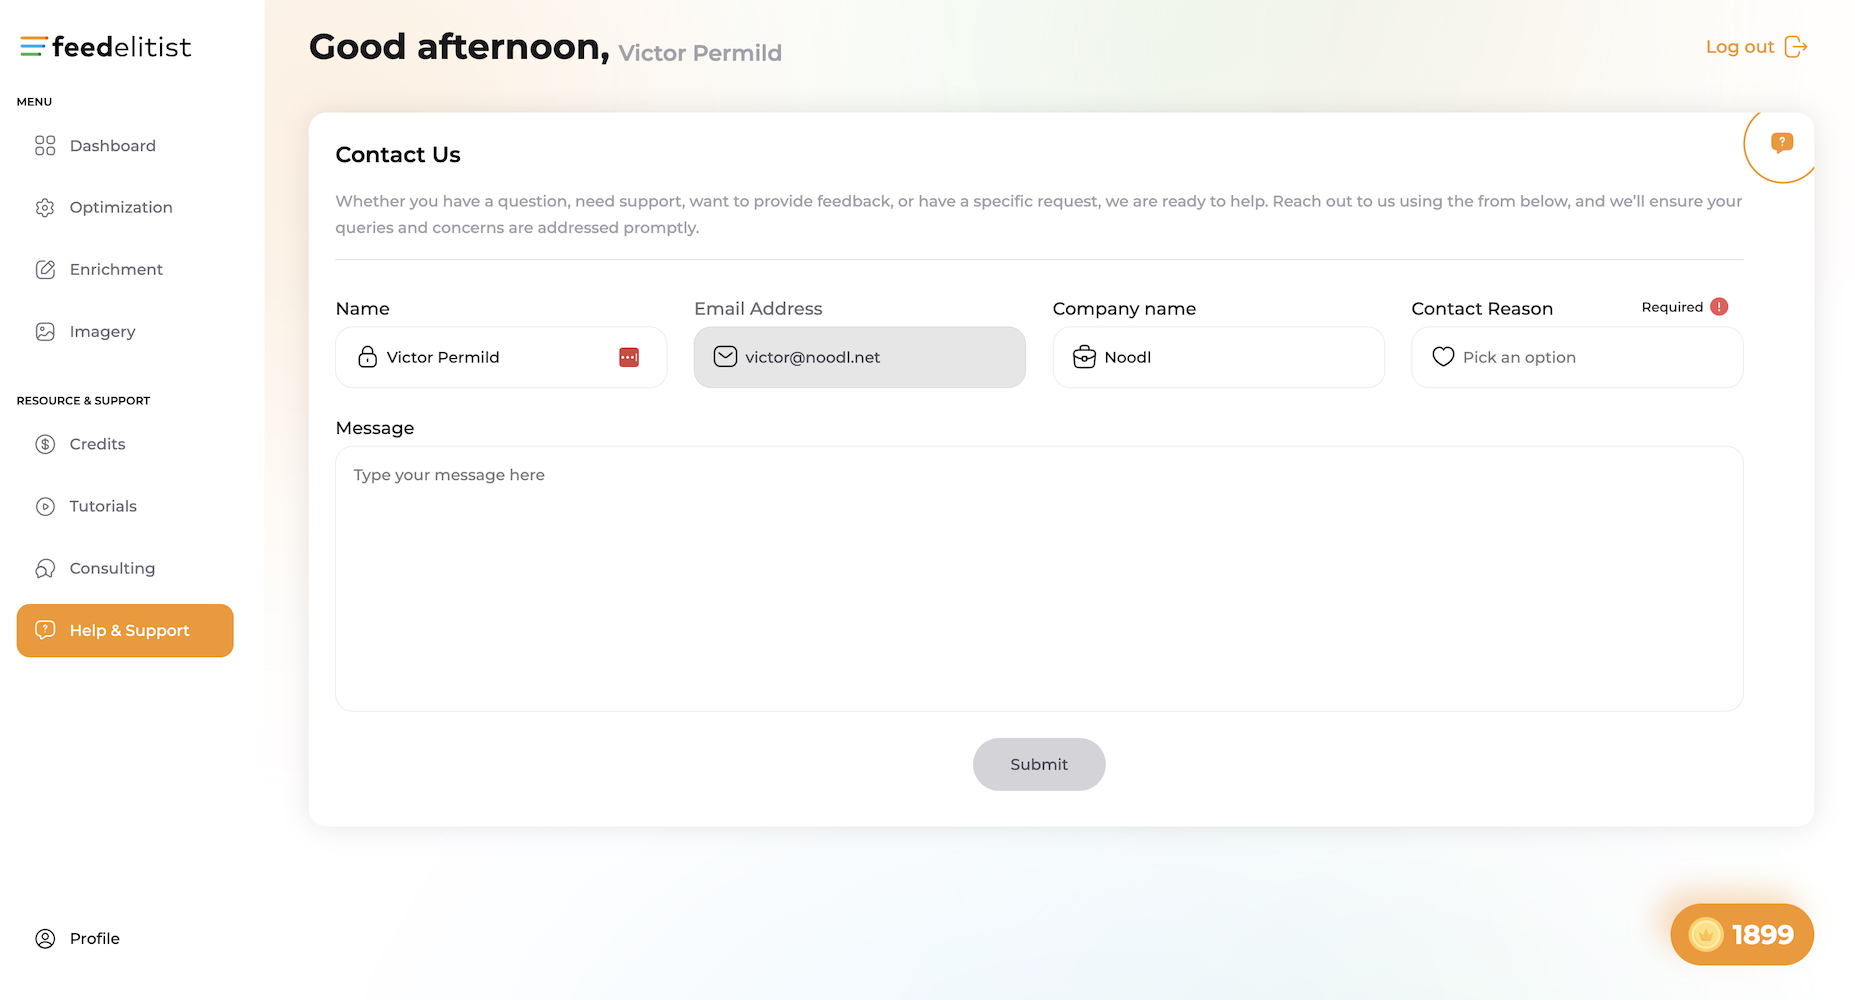 feedelitist
Good afternoon, Victor Permild
Log out
MENU
Dashboard
Optimization
Enrichment
Imagery
RESOURCE & SUPPORT
Credits
Tutorials
Consulting
Help & Support
Profile
Contact Us
Whether you have a question, need support, want to provide feedback, or have a specific request, we are ready to help. Reach out to us using the from below, and we'll ensure your
queries and concerns are addressed promptly.
Name
Victor Permild
Email Address
victor@noodl.net
Company name
Noodl
Contact Reason
Required
Pick an option
Message
Type your message here
Submit
1899